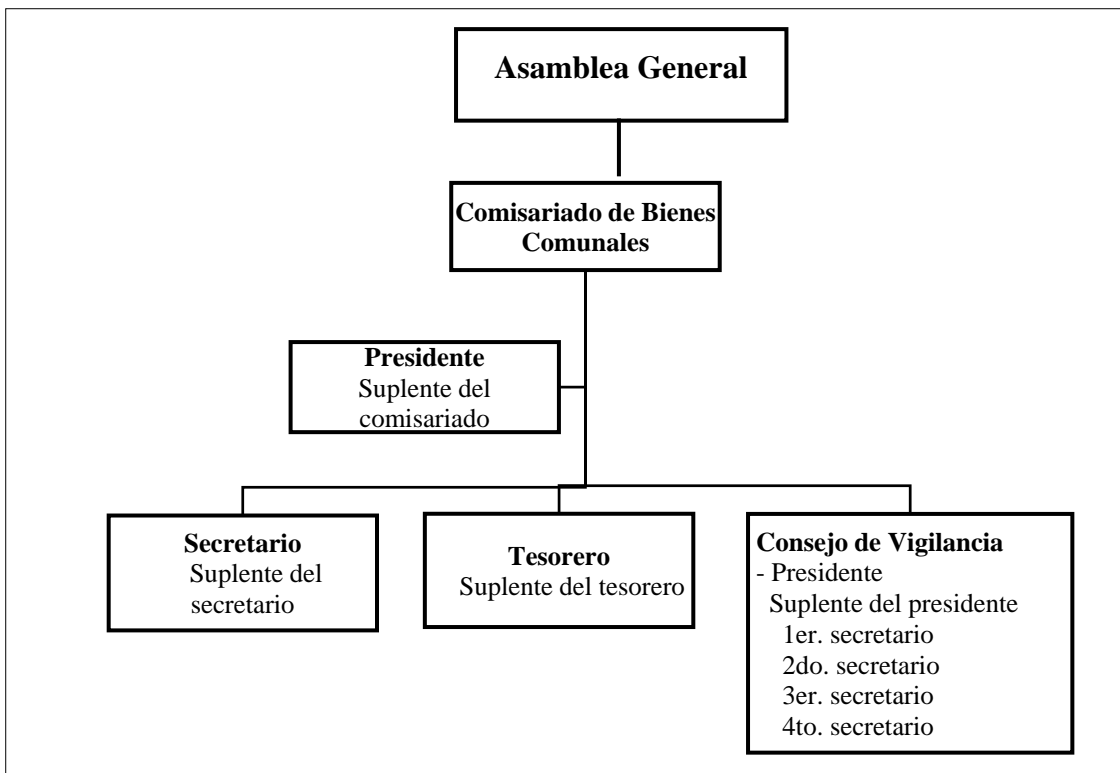 Asamblea General
Comisariado de Bienes
Comunales
Presidente
Suplente del
comisariado
Secretario
Suplente del
secretario
Tesorero
Suplente del tesorero
Consejo de Vigilancia
- Presidente
Suplente del presidente
1er. secretario
2do. secretario
3er. secretario
4to. secretario